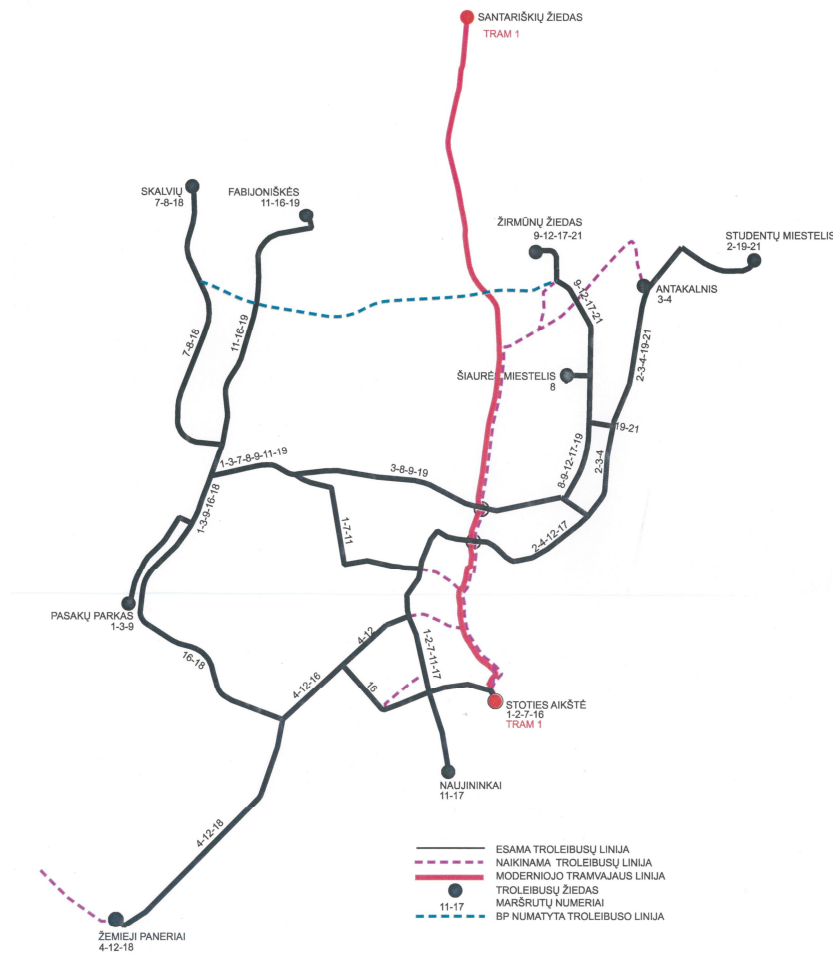 SANTARIŠKIŲ ŽIEDAS
TRAM 1
SKALVIŲ
7-8-18
FABIJONIŠKĖS
11-16-19
ŽIRMŪNŲ ŽIEDAS
9-12-17-21
STUDENTŲ MIESTELIS
2-19-21
ANTAKALNIS
3-4
9-12-17-21
7-8-18
11-16-19
2-3-4-19-21
ŠIAURĖS MIESTELIS
8
19-21
1-3-7-8-9-11-19
3-8-9-19
8-9-12-17-19
2-3-4
1-3-9-16-18
1-7-11
2-4-12-17
PASAKŲ PARKAS
1-3-9
16-18
4-12
1-2-7-11-17
4-12-16
16
STOTIES AIKŠTĖ
1-2-7-16
TRAM 1
NAUJININKAI
11-17
4-12-18
ŽEMIEJI PANERIAI
4-12-18
ESAMA TROLEIBUSŲ LINIJA
NAIKINAMA TROLEIBUSŲ LINIJA
MODERNIOJO TRAMVAJAUS LINIJA
TROLEIBUSŲ ŽIEDAS
11-17 MARŠRUTŲ NUMERIAI
BP NUMATYTA TROLEIBUSO LINIJA